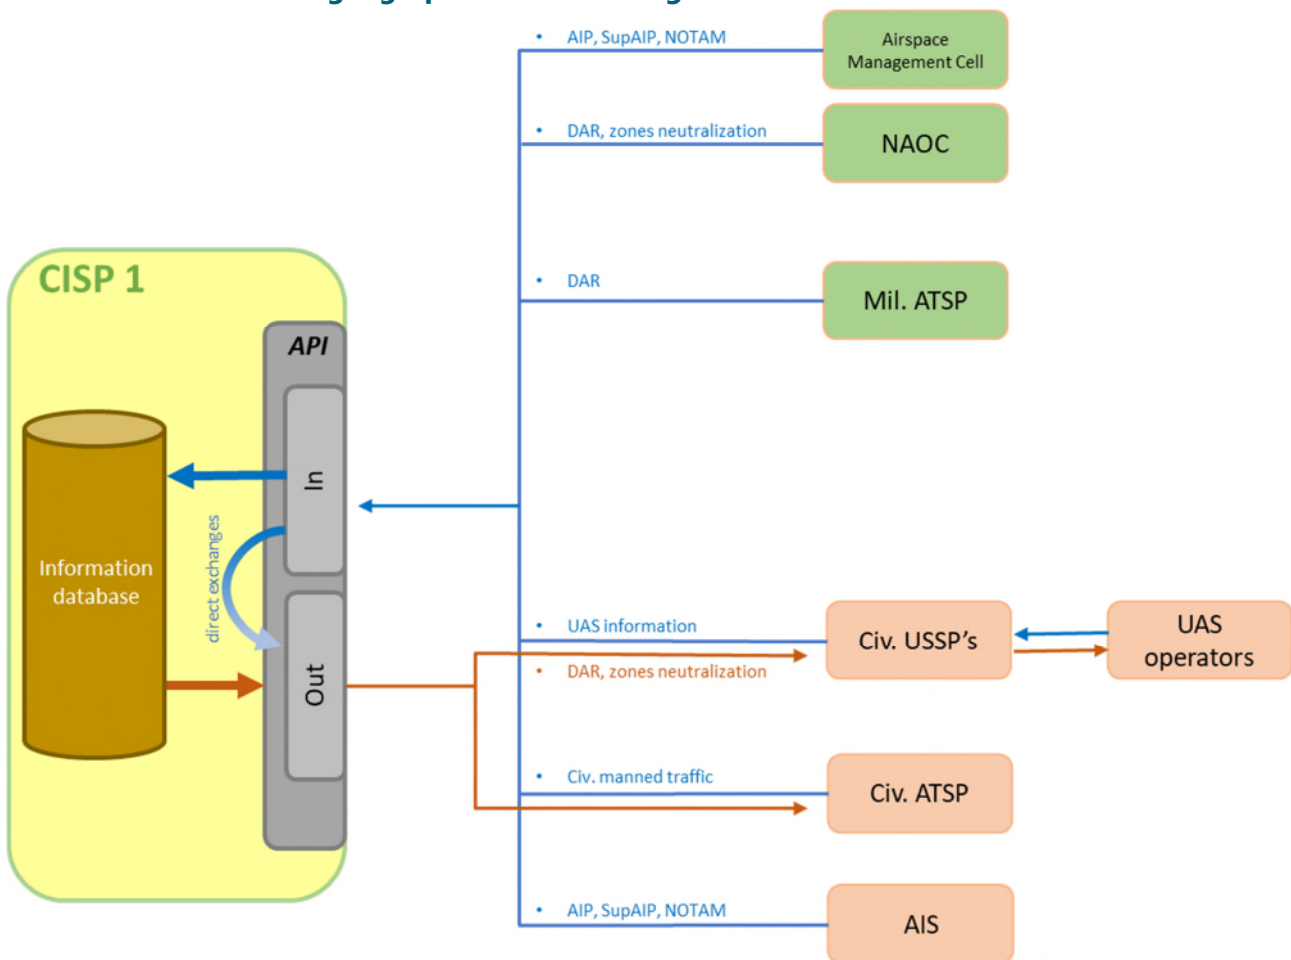 • AIP, SupAIP, NOTAM
Airspace
Management Cell
• DAR, zones neutralization
NAOC
CISP 1
• DAR
Mil. ATSP
API
In
direct exchanges
Information
database
Out
• UAS information
• DAR, zones neutralization
Civ. USSP's
UAS
operators
• Civ. manned traffic
Civ. ATSP
• AIP, SupAIP, NOTAM
AIS